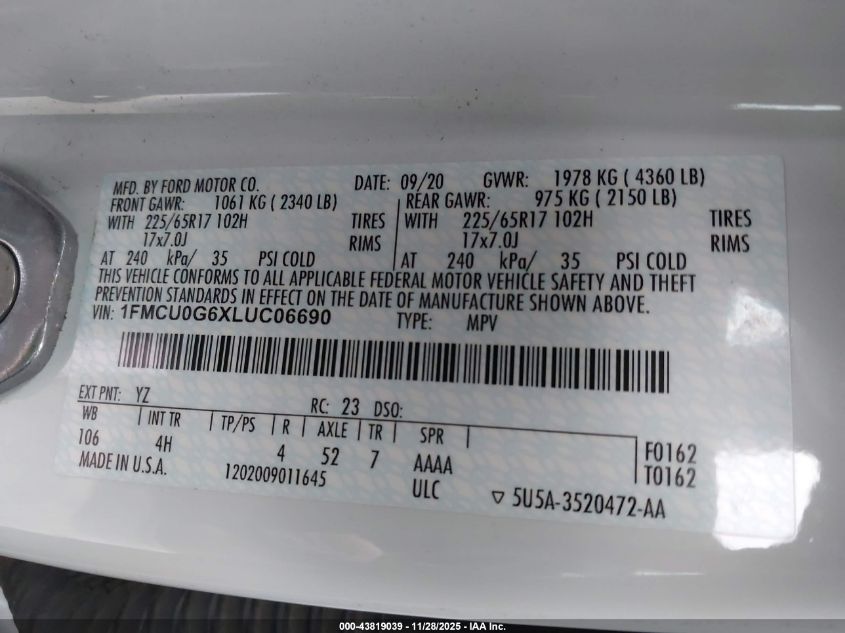 MFD. BY FORD MOTOR CO. DATE: 09/20 GVWR: 1978 KG ( 4360 LB)
FRONT GAWR: 1061 KG ( 2340 LB) REAR GAWR: 975 KG ( 2150 LB)
WITH 225/65R17 102H TIRES WITH 225/65R17 102H TIRES
17x7.0J RIMS 17x7.0J RIMS
AT 240 kPa/ 35 PSI COLD AT 240 kPa/ 35 PSI COLD
THIS VEHICLE CONFORMS TO ALL APPLICABLE FEDERAL MOTOR VEHICLE SAFETY AND THEFT
PREVENTION STANDARDS IN EFFECT ON THE DATE OF MANUFACTURE SHOWN ABOVE.
VIN: 1FMCU0G6XLUC06690 TYPE: MPV
EXT PNT: YZ RC: 23 DSO:
WB INT TR TP/PS R AXLE TR SPR
106 4H 4 52 7 AAAA F0162
MADE IN U.S.A. 1202009011645 ULC T0162
▽ 5U5A-3520472-AA
000-43819039 - 11/28/2025 - IAA Inc.